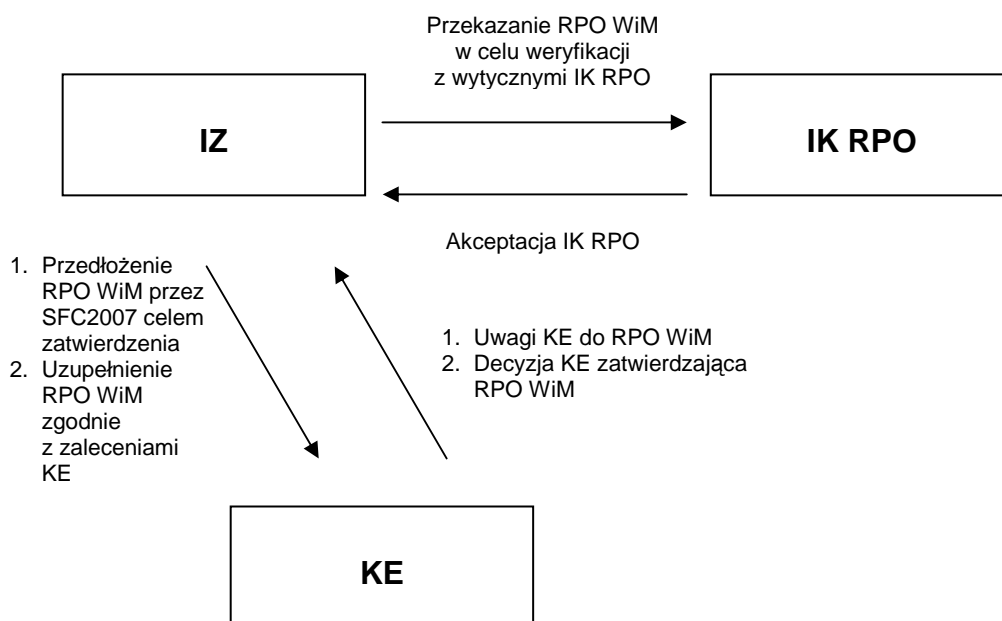 Przekazanie RPO WiM
w celu weryfikacji
z wytycznymi IK RPO
IZ
IK RPO
Akceptacja IK RPO
1. Przedłożenie
RPO WiM przez
SFC2007 celem
zatwierdzenia
2. Uzupełnienie
RPO WiM
zgodnie
z zaleceniami
KE
1. Uwagi KE do RPO WiM
2. Decyzja KE zatwierdzająca
RPO WiM
KE